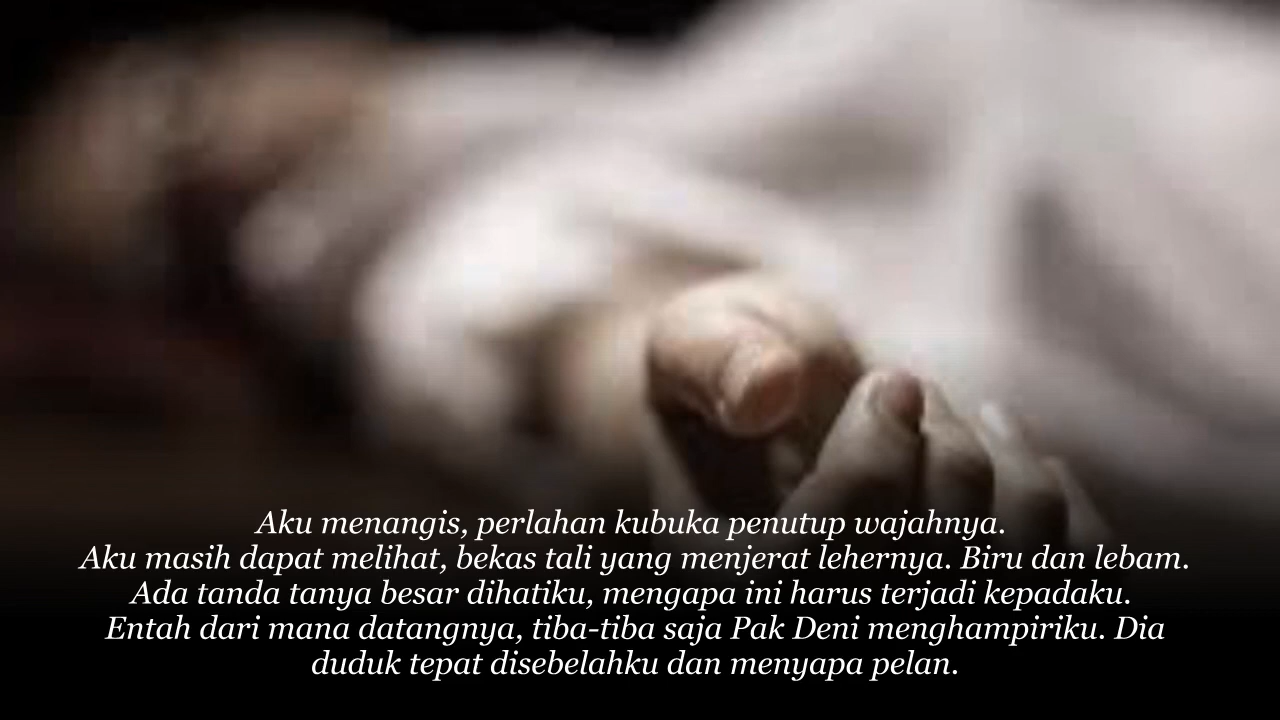 Aku menangis, perlahan kubuka penutup wajahnya.
Aku masih dapat melihat, bekas tali yang menjerat lehernya. Biru dan lebam.
Ada tanda tanya besar dihatiku, mengapa ini harus terjadi kepadaku.
Entah dari mana datangnya, tiba-tiba saja Pak Deni menghampiriku. Dia
duduk tepat disebelahku dan menyapa pelan.